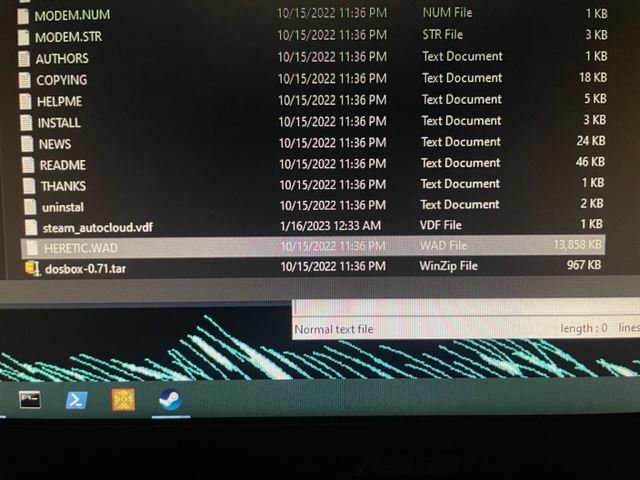 MODEM.NUM 10/15/2022 11:36 PM NUM File 1 KB
MODEM.STR 10/15/2022 11:36 PM STR File 3 KB
AUTHORS 10/15/2022 11:36 PM Text Document 1 KB
COPYING 10/15/2022 11:36 PM Text Document 18 KB
HELPME 10/15/2022 11:36 PM Text Document 5 KB
INSTALL 10/15/2022 11:36 PM Text Document 3 KB
NEWS 10/15/2022 11:36 PM Text Document 24 KB
README 10/15/2022 11:36 PM Text Document 46 KB
THANKS 10/15/2022 11:36 PM Text Document 1 KB
uninstal 10/15/2022 11:36 PM Text Document 2 KB
steam_autocloud.vdf 1/16/2023 12:33 AM VDF File 1 KB
HERETIC.WAD 10/15/2022 11:36 PM WAD File 13,858 KB
dosbox-0.71.tar 10/15/2022 11:36 PM WinZip File 967 KB
Normal text file length : 0 lines
ASUS